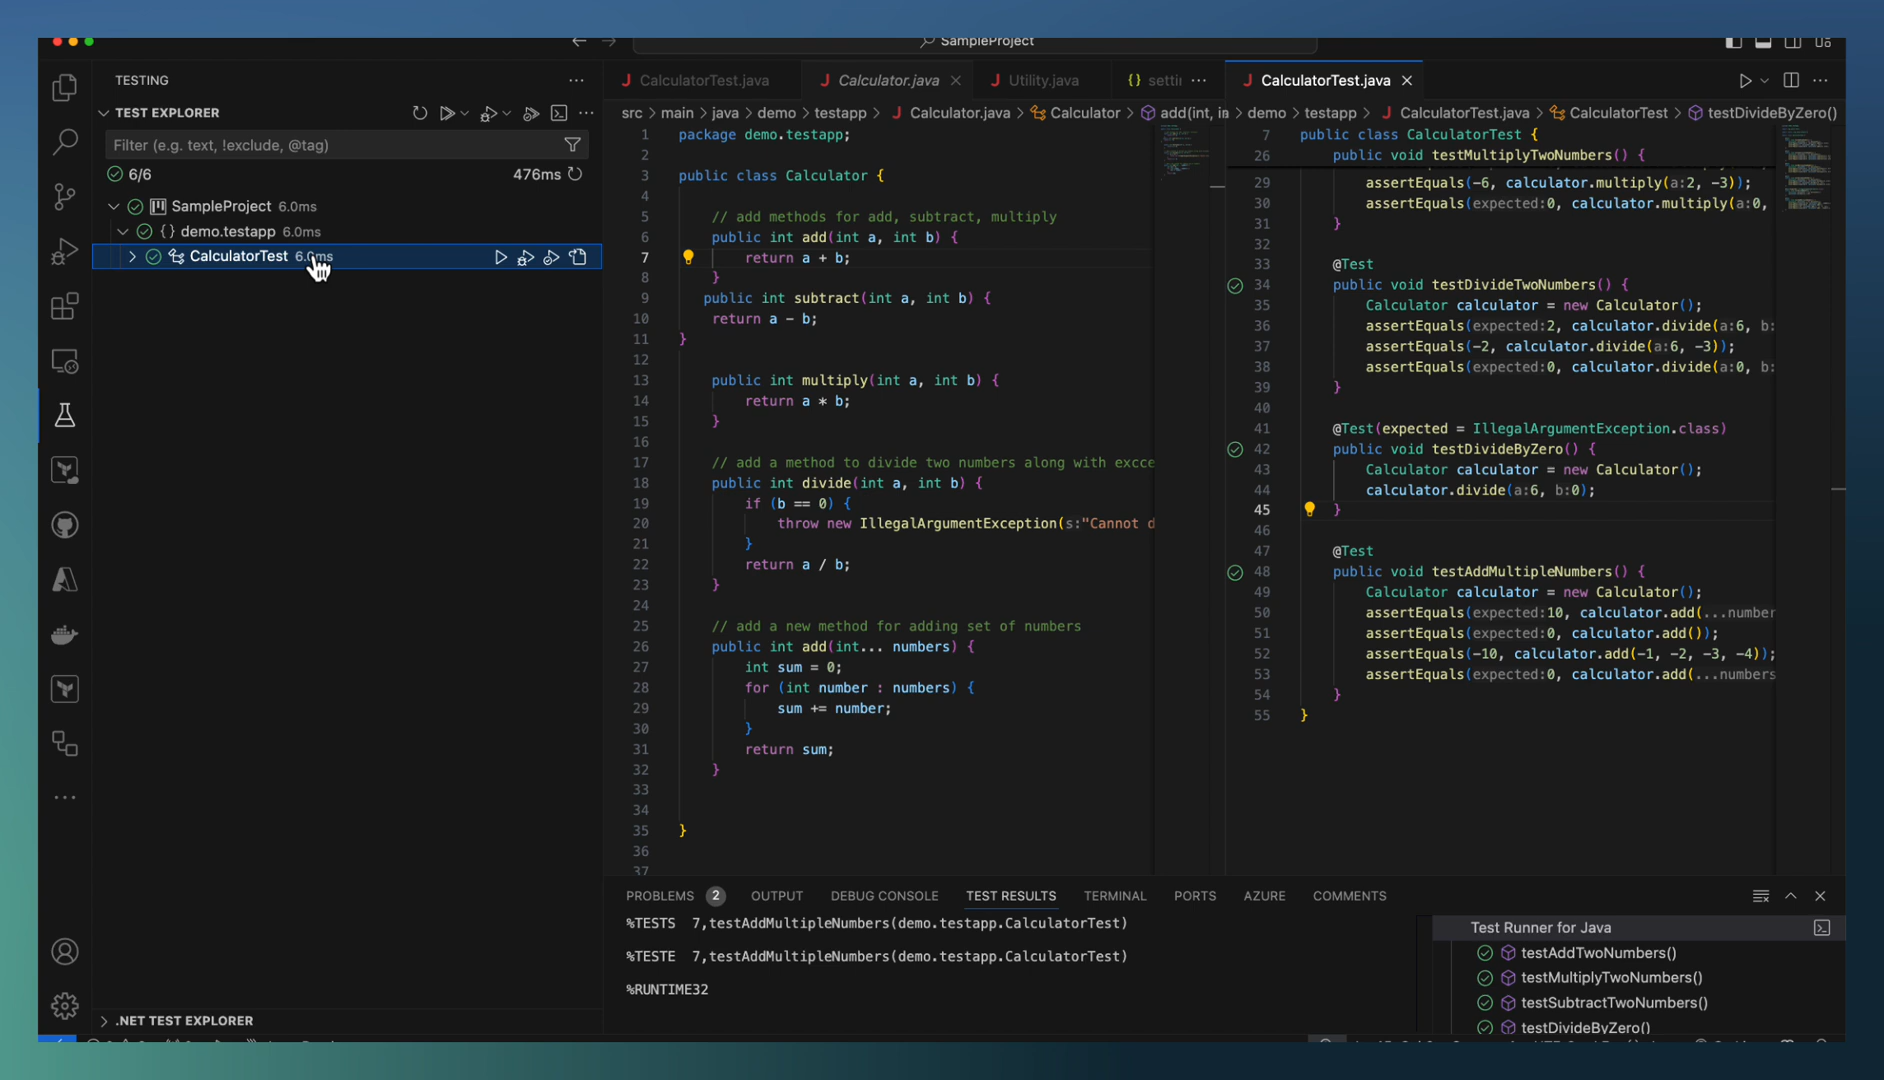 SampleProject
TESTING
TEST EXPLORER
Filter (e.g. text, !exclude, @tag)
6/6
476ms
SampleProject 6.0ms
{ } demo.testapp 6.0ms
CalculatorTest
.NET TEST EXPLORER
J CalculatorTest.java
J Calculator.java
J Utility.java
{} setti
src > main > java > demo > testapp > J Calculator.java > Calculator > add(int, in
1 package demo.testapp;
2
3 public class Calculator {
4
5 // add methods for add, subtract, multiply
6 public int add(int a, int b) {
7 return a + b;
8 }
9 public int subtract(int a, int b) {
10 return a - b;
11 }
12
13 public int multiply(int a, int b) {
14 return a * b;
15 }
16
17 // add a method to divide two numbers along with excce
18 public int divide(int a, int b) {
19 if (b == 0) {
20 throw new IllegalArgumentException(s:"Cannot d
21 }
22 return a / b;
23 }
24
25 // add a new method for adding set of numbers
26 public int add(int... numbers) {
27 int sum = 0;
28 for (int number : numbers) {
29 sum += number;
30 }
31 return sum;
32 }
33
34
35 }
36
37
J CalculatorTest.java
> demo > testapp > J CalculatorTest.java > CalculatorTest > testDivideByZero()
7 public class CalculatorTest {
26 public void testMultiplyTwoNumbers() {
29 assertEquals(-6, calculator.multiply(a:2, -3));
30 assertEquals(expected:0, calculator.multiply(a:0,
31 }
32
33 @Test
34 public void testDivideTwoNumbers() {
35 Calculator calculator = new Calculator();
36 assertEquals(expected:2, calculator.divide(a:6, b:
37 assertEquals(-2, calculator.divide(a:6, -3));
38 assertEquals(expected:0, calculator.divide(a:0, b:
39 }
40
41 @Test(expected = IllegalArgumentException.class)
42 public void testDivideByZero() {
43 Calculator calculator = new Calculator();
44 calculator.divide(a:6, b:0);
45 }
46
47 @Test
48 public void testAddMultipleNumbers() {
49 Calculator calculator = new Calculator();
50 assertEquals(expected:10, calculator.add(...number
51 assertEquals(expected:0, calculator.add());
52 assertEquals(-10, calculator.add(-1, -2, -3, -4));
53 assertEquals(expected:0, calculator.add(...numbers
54 }
55 }
PROBLEMS 2 OUTPUT DEBUG CONSOLE TEST RESULTS TERMINAL PORTS AZURE COMMENTS
%TESTS 7,testAddMultipleNumbers(demo.testapp.CalculatorTest)
%TESTE 7,testAddMultipleNumbers(demo.testapp.CalculatorTest)
%RUNTIME32
Test Runner for Java
testAddTwoNumbers()
testMultiplyTwoNumbers()
testSubtractTwoNumbers()
testDivideByZero()